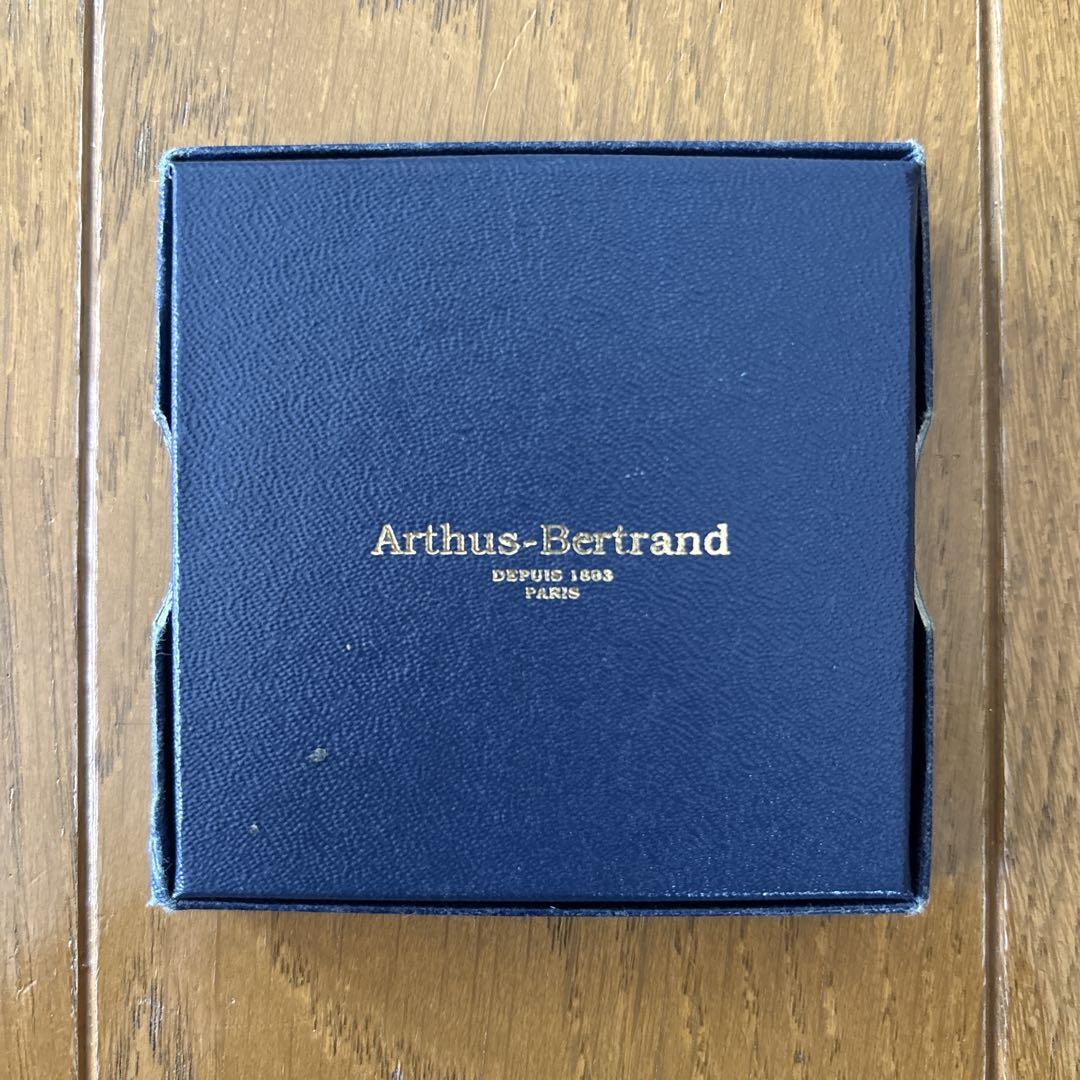 Arthus-Bertrand
DEPUIS 1803
PARIS